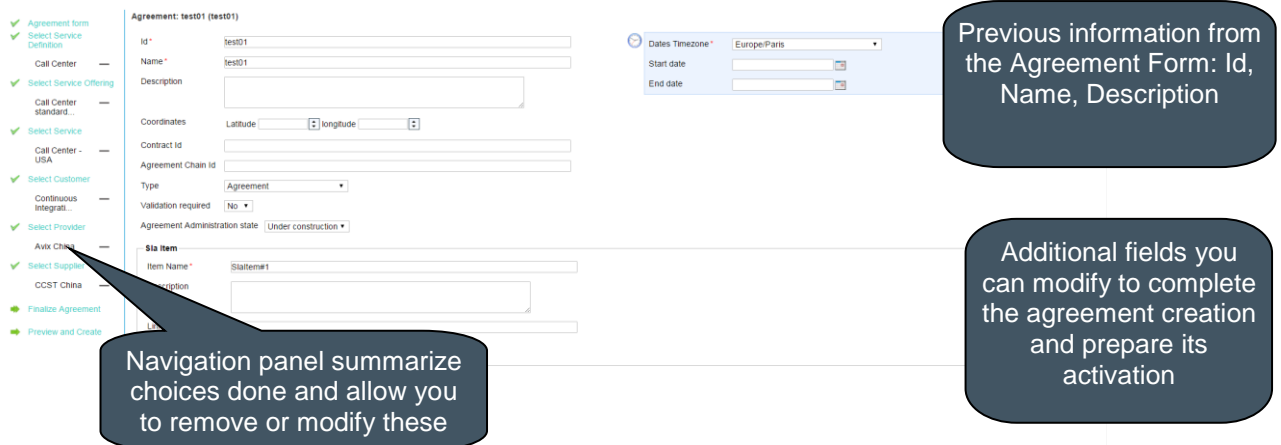 Agreement form
Select Service
Definition
Call Center
Select Service Offering
Call Center
standard...
Select Service
Call Center -
USA
Select Customer
Continuous
Integrati...
Select Provider
Avix China
Select Supplier
CCST China
Finalize Agreement
Preview and Create
Agreement: test01 (test01)
Id * test01
Name * test01
Description
Coordinates Latitude longitude
Contract Id
Agreement Chain Id
Type Agreement
Validation required No
Agreement Administration state Under construction
Sla Item
Item Name * SlaItem#1
Dates Timezone * Europe/Paris
Start date
End date
Previous information from
the Agreement Form: Id,
Name, Description
Additional fields you
can modify to complete
the agreement creation
and prepare its
activation
Navigation panel summarize
choices done and allow you
to remove or modify these